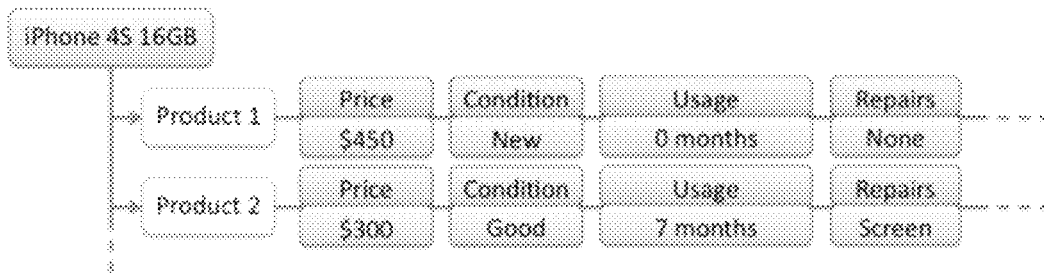 iPhone 4S 16GB
Price Condition Usage Repairs
Product 1
$450 New 0 months None
Price Condition Usage Repairs
Product 2
$300 Good 7 months Screen